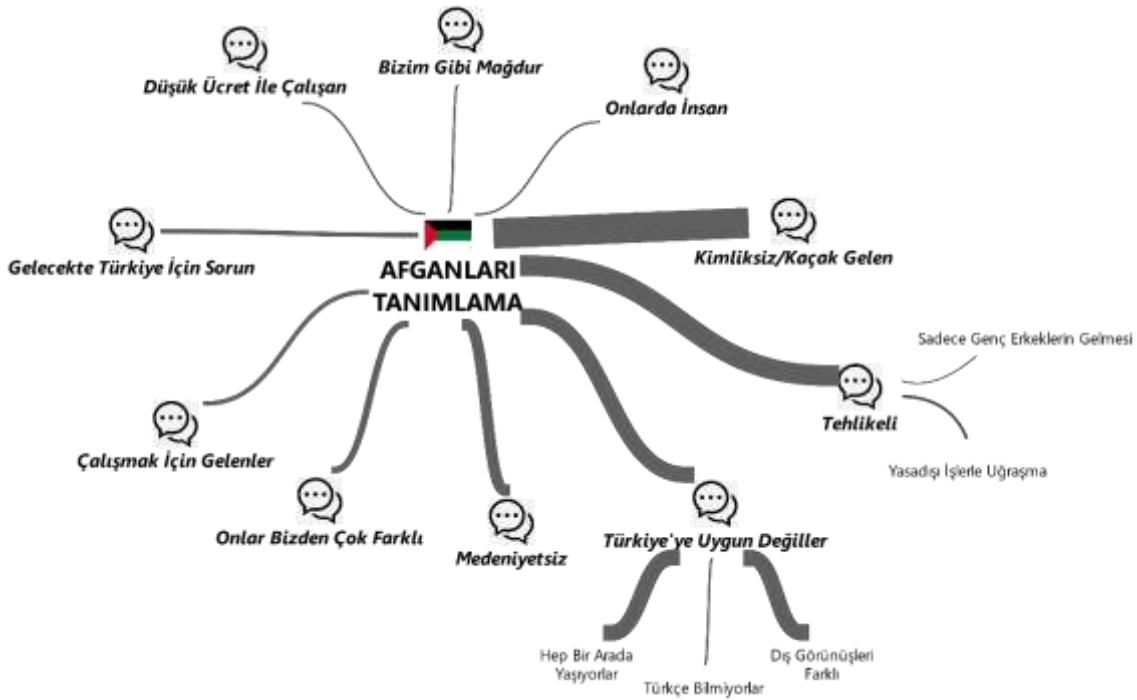 Bizim Gibi Mağdur
Düşük Ücret İle Çalışan
Onlarda İnsan
Kimliksiz/Kaçak Gelen
Gelecekte Türkiye İçin Sorun
AFGANLARI
TANIMLAMA
Sadece Genç Erkeklerin Gelmesi
Tehlikeli
Çalışmak İçin Gelenler
Yasadışı İşlerle Uğraşma
Onlar Bizden Çok Farklı
Medeniyetsiz
Türkiye'ye Uygun Değiller
Hep Bir Arada
Yaşıyorlar
Türkçe Bilmiyorlar
Dış Görünüşleri
Farklı